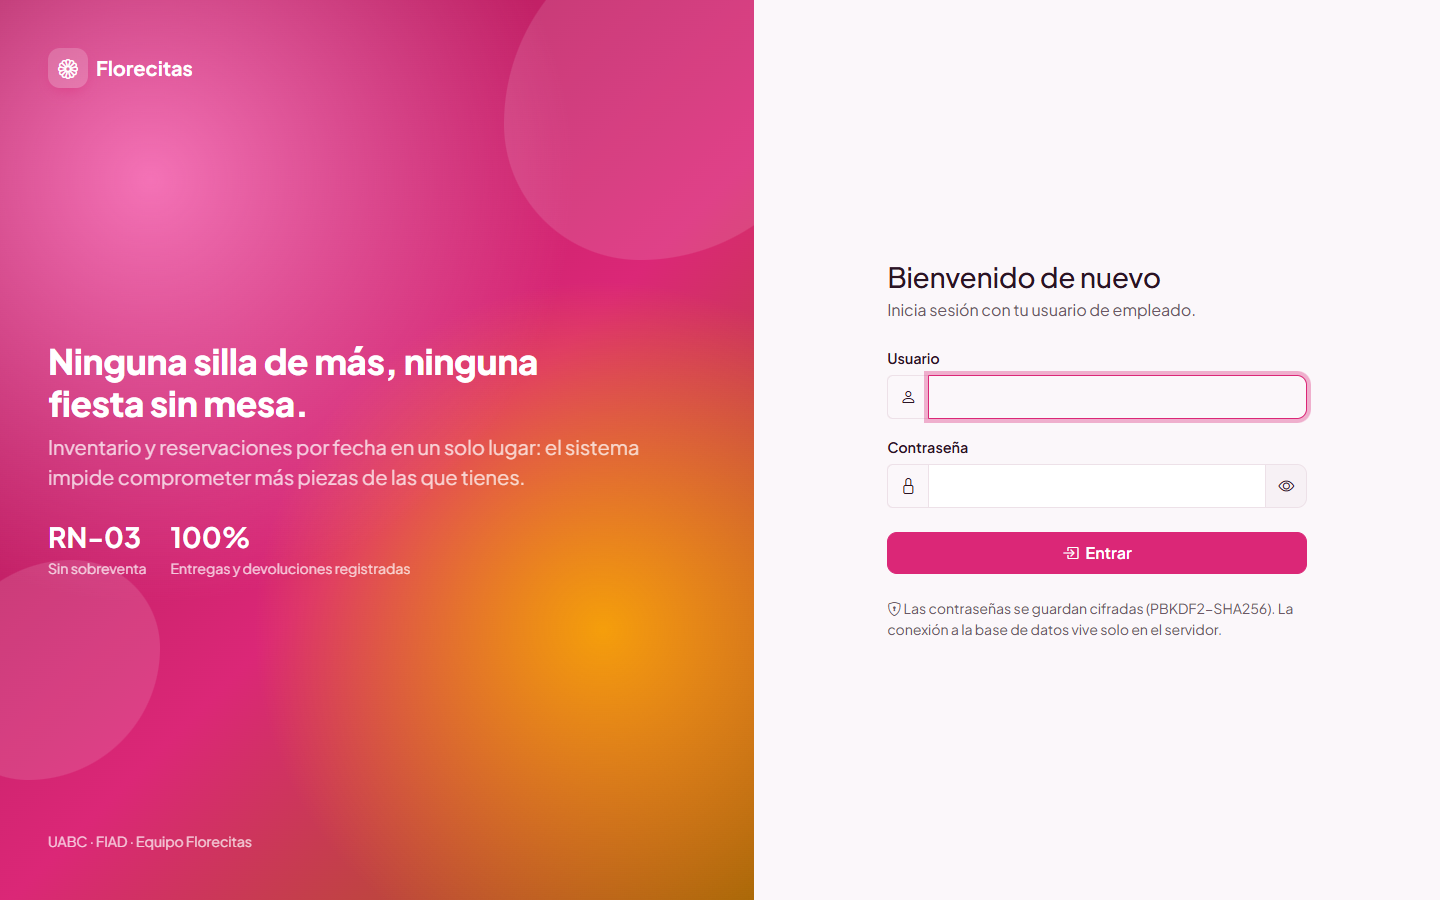 Florecitas
Ninguna silla de más, ninguna
fiesta sin mesa.
Inventario y reservaciones por fecha en un solo lugar: el sistema
impide comprometer más piezas de las que tienes.
RN-03
Sin sobreventa
100%
Entregas y devoluciones registradas
UABC · FIAD · Equipo Florecitas
Bienvenido de nuevo
Inicia sesión con tu usuario de empleado.
Usuario
Contraseña
Entrar
Las contraseñas se guardan cifradas (PBKDF2-SHA256). La
conexión a la base de datos vive solo en el servidor.